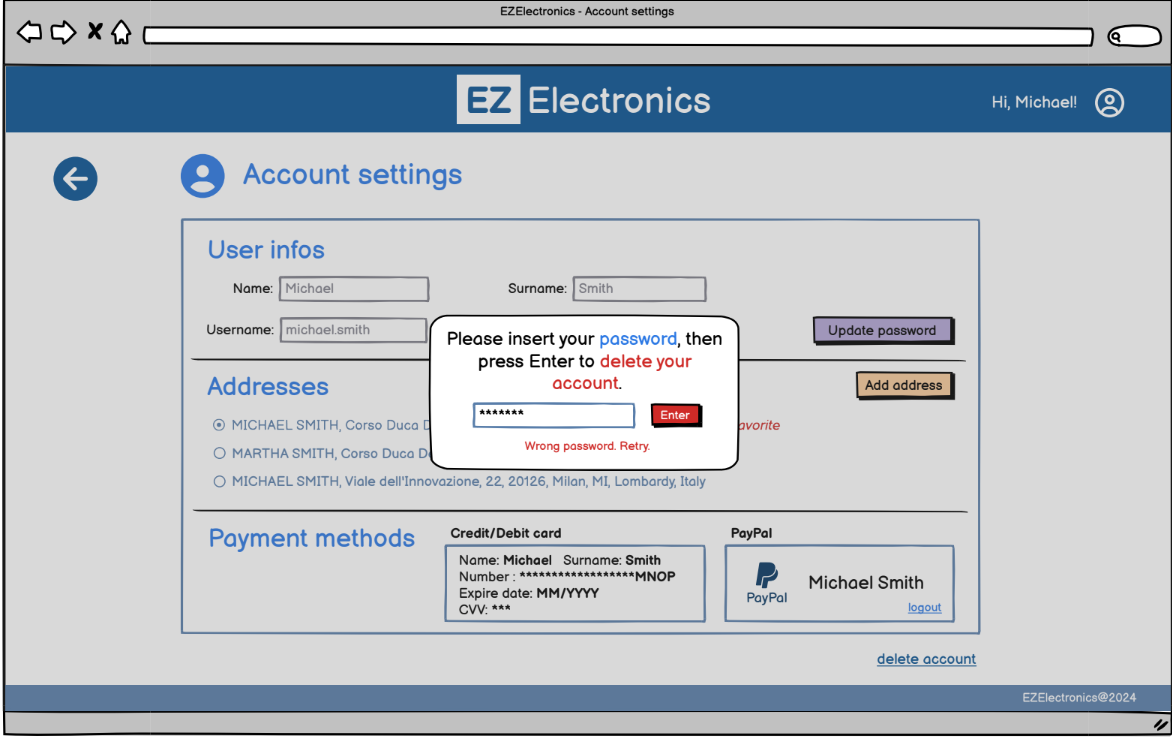 EZElectronics - Account settings
EZ Electronics
Hi, Michael!
Account settings
User infos
Name: Michael
Surname: Smith
Username: michael.smith
Update password
Please insert your password, then
press Enter to delete your
account.
*******
Enter
Wrong password. Retry.
Addresses
Add address
MICHAEL SMITH, Corso Duca
MARTHA SMITH, Corso Duca
MICHAEL SMITH, Viale dell'Innovazione, 22, 20126, Milan, MI, Lombardy, Italy
Payment methods
Credit/Debit card
Name: Michael Surname: Smith
Number : ******************MNOP
Expire date: MM/YYYY
CVV: ***
PayPal
PayPal
Michael Smith
logout
delete account
EZElectronics@2024